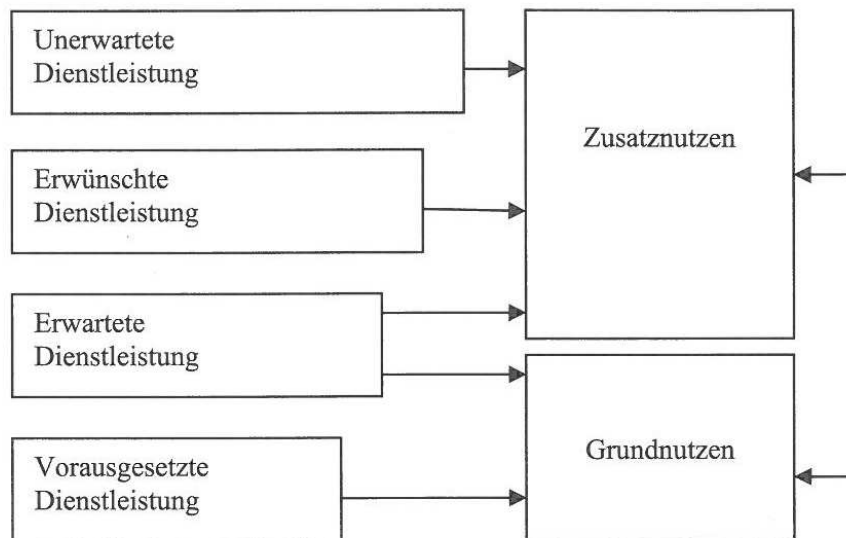 Unerwartete
Dienstleistung
Zusatznutzen
Erwünschte
Dienstleistung
Erwartete
Dienstleistung
Grundnutzen
Vorausgesetzte
Dienstleistung